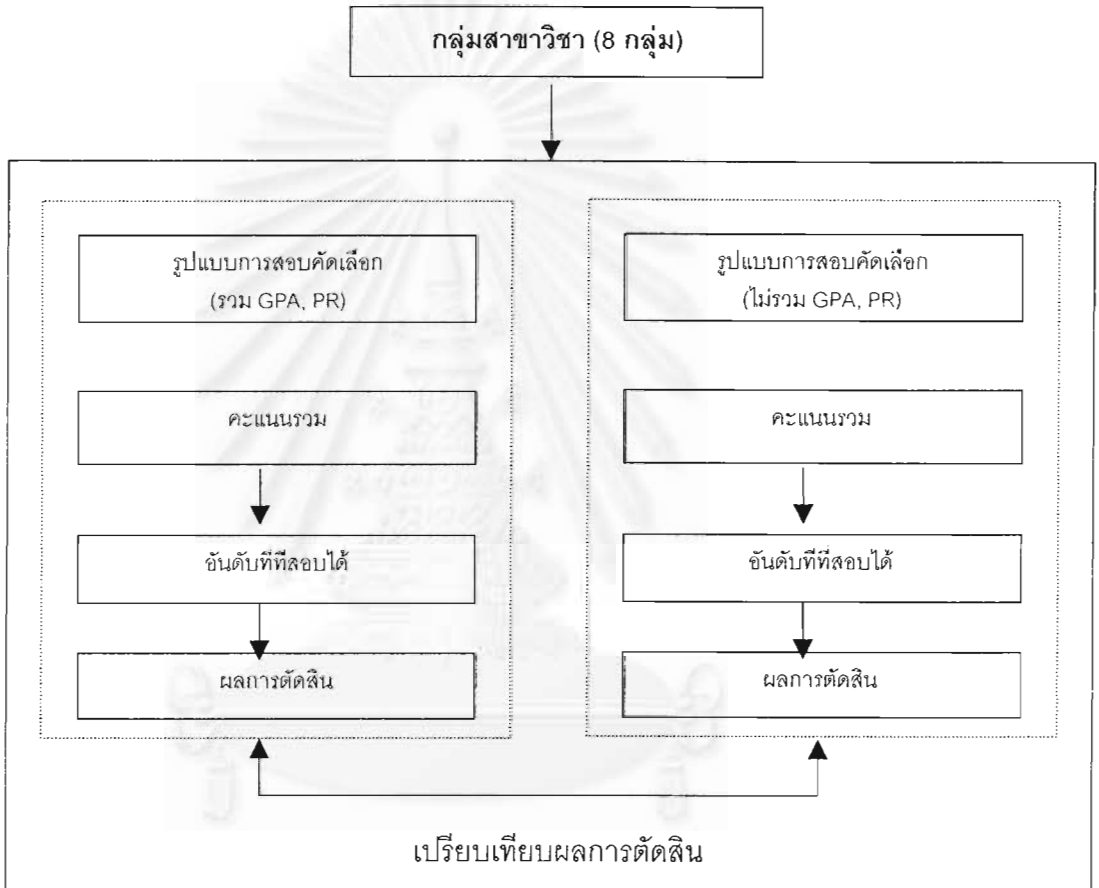 กลุ่มสาขาวิชา (8 กลุ่ม)
รูปแบบการสอบคัดเลือก
(รวม GPA, PR)
คะแนนรวม
อันดับที่ที่สอบได้
ผลการตัดสิน
รูปแบบการสอบคัดเลือก
(ไม่รวม GPA, PR)
คะแนนรวม
อันดับที่ที่สอบได้
ผลการตัดสิน
เปรียบเทียบผลการตัดสิน